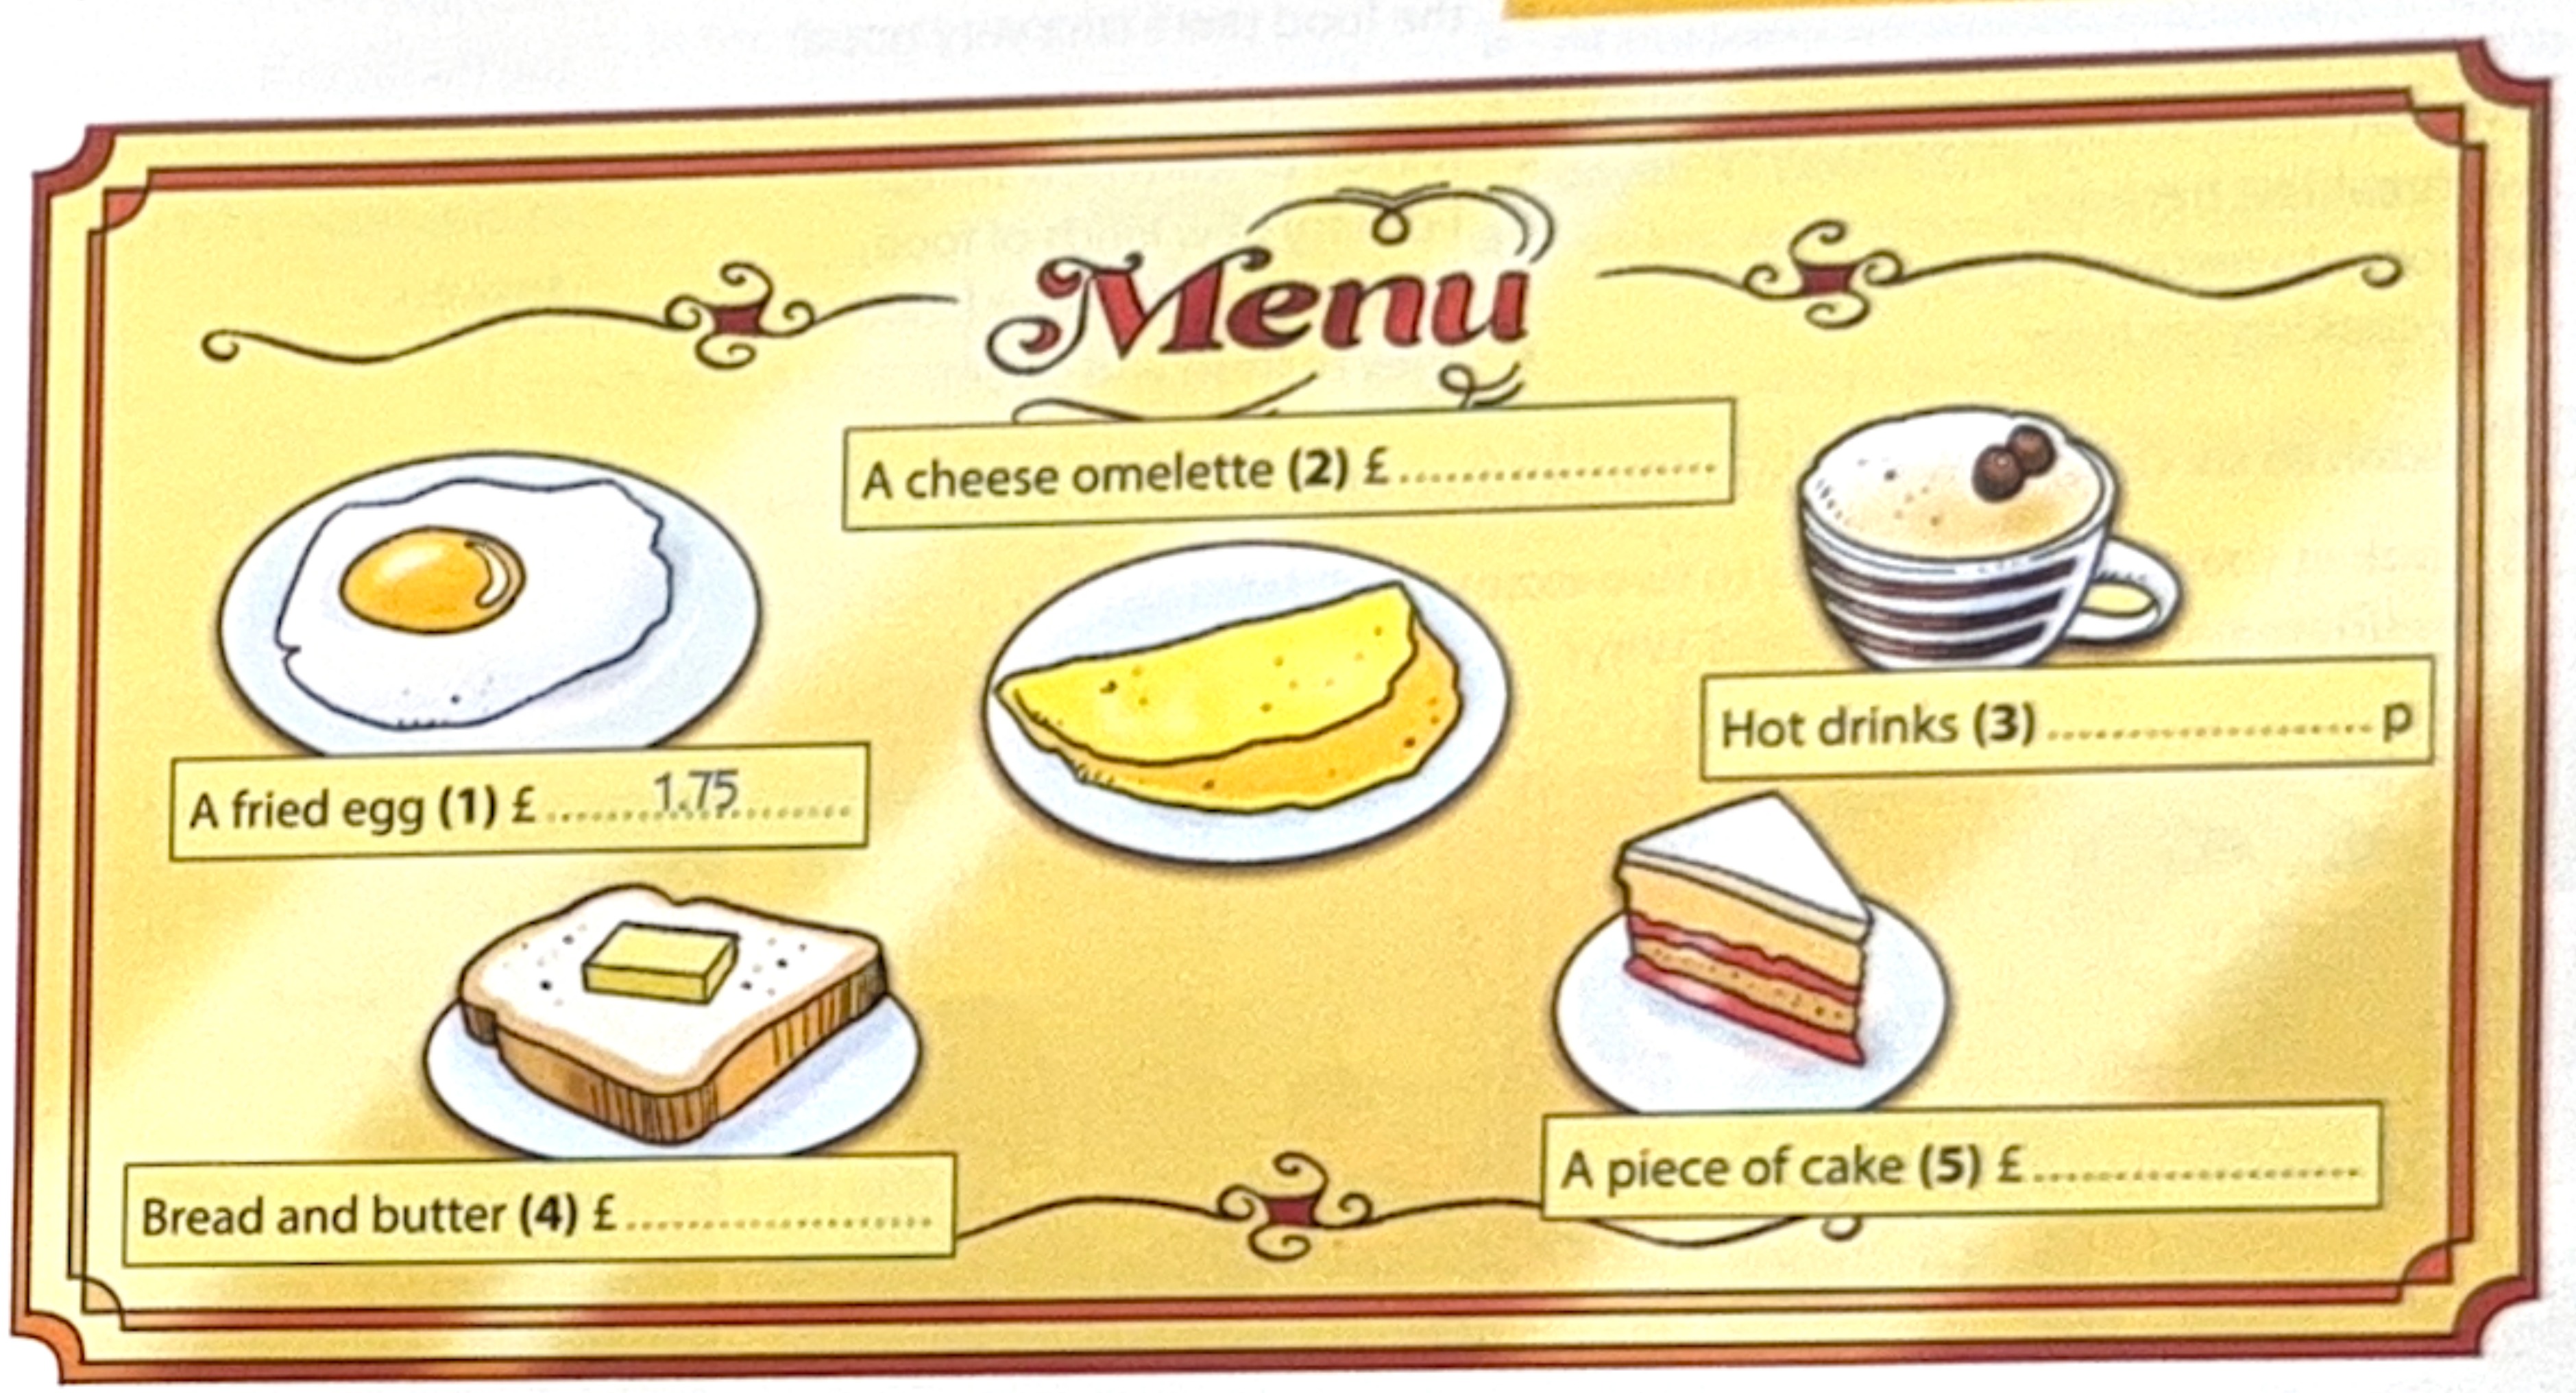 Menu
A cheese omelette (2) £....................
Hot drinks (3) .................... p
A fried egg (1) £ ....1.75....
Bread and butter (4) £....................
A piece of cake (5) £....................